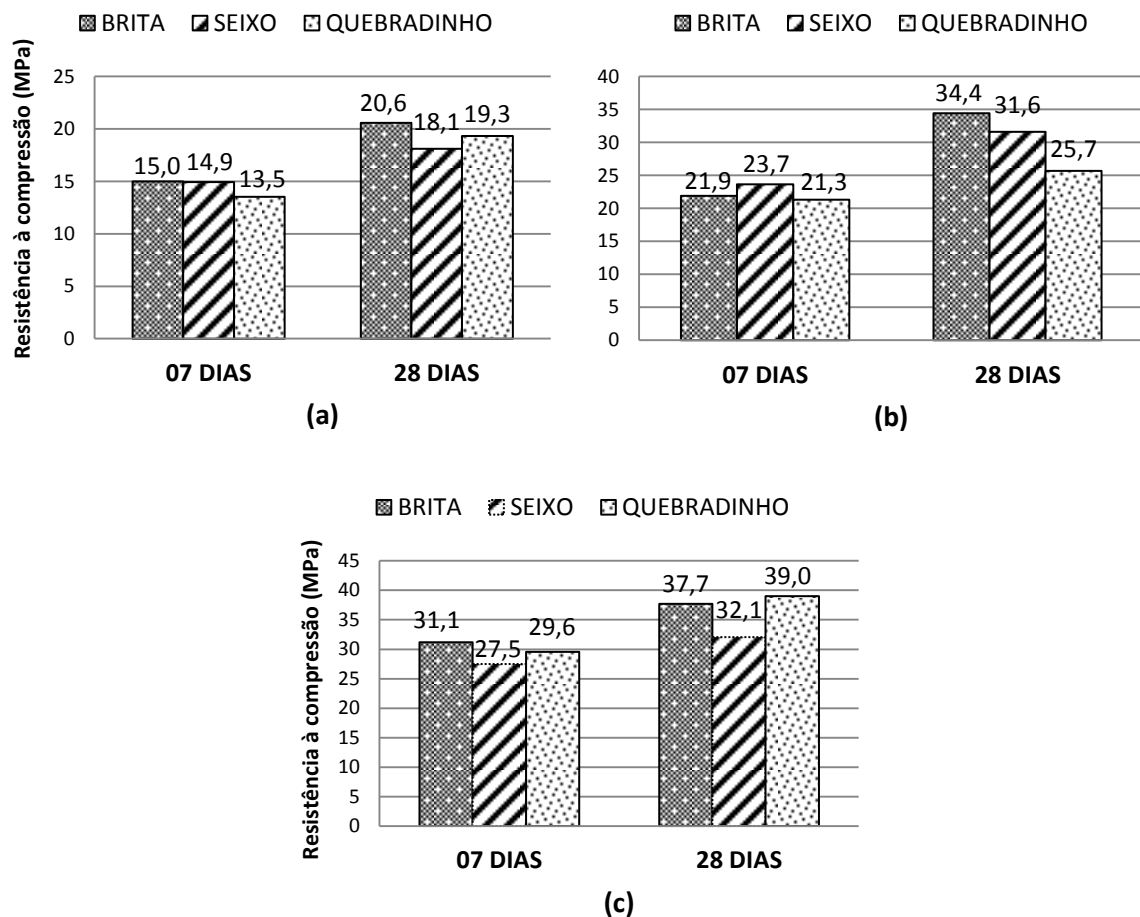 BRITA SEIXO QUEBRADINHO
Resistência à compressão (MPa)
25
20
15
10
5
0
15,0 14,9 13,5 20,6 18,1 19,3
07 DIAS 28 DIAS
(a)
BRITA SEIXO QUEBRADINHO
40
35
30
25
20
15
10
5
0
21,9 23,7 21,3 34,4 31,6 25,7
07 DIAS 28 DIAS
(b)
BRITA SEIXO QUEBRADINHO
Resistência à compressão (MPa)
45
40
35
30
25
20
15
10
5
0
31,1 27,5 29,6 37,7 32,1 39,0
07 DIAS 28 DIAS
(c)